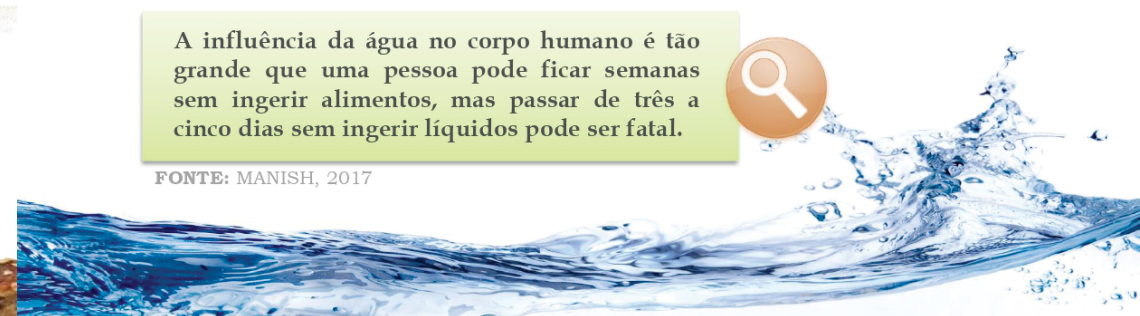 A influência da água no corpo humano é tão
grande que uma pessoa pode ficar semanas
sem ingerir alimentos, mas passar de três a
cinco dias sem ingerir líquidos pode ser fatal.
FONTE: MANISH, 2017